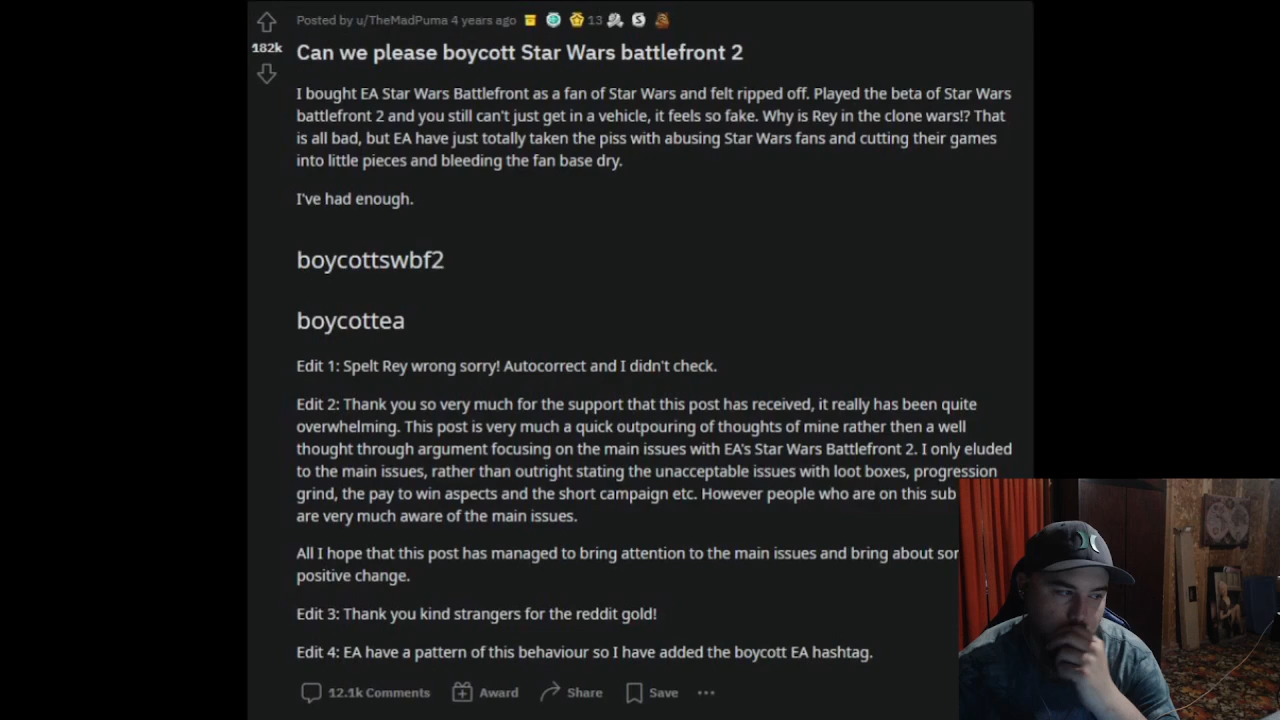 Posted by u/TheMadPuma 4 years ago 13 S
182k
Can we please boycott Star Wars battlefront 2
I bought EA Star Wars Battlefront as a fan of Star Wars and felt ripped off. Played the beta of Star Wars
battlefront 2 and you still can't just get in a vehicle, it feels so fake. Why is Rey in the clone wars!? That
is all bad, but EA have just totally taken the piss with abusing Star Wars fans and cutting their games
into little pieces and bleeding the fan base dry.
I've had enough.
boycottswbf2
boycottea
Edit 1: Spelt Rey wrong sorry! Autocorrect and I didn't check.
Edit 2: Thank you so very much for the support that this post has received, it really has been quite
overwhelming. This post is very much a quick outpouring of thoughts of mine rather then a well
thought through argument focusing on the main issues with EA's Star Wars Battlefront 2. I only eluded
to the main issues, rather than outright stating the unacceptable issues with loot boxes, progression
grind, the pay to win aspects and the short campaign etc. However people who are on this sub
are very much aware of the main issues.
All I hope that this post has managed to bring attention to the main issues and bring about
positive change.
Edit 3: Thank you kind strangers for the reddit gold!
Edit 4: EA have a pattern of this behaviour so I have added the boycott EA hashtag.
12.1k Comments Award Share Save